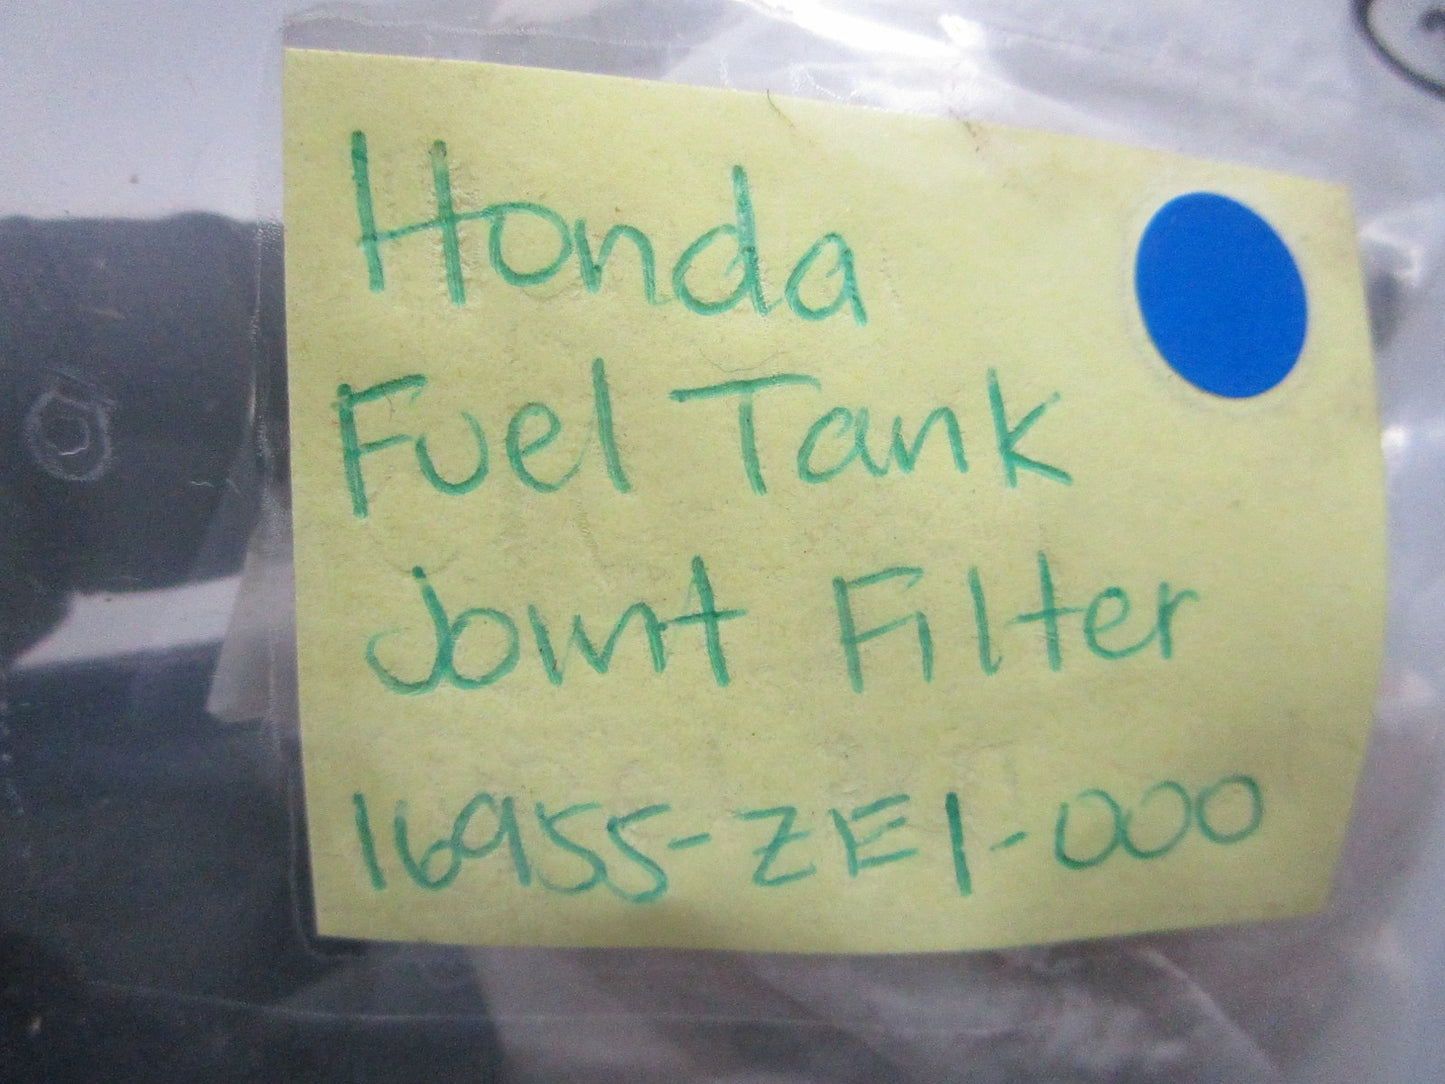 Honda
Fuel Tank
Joint Filter
16955-ZE1-000